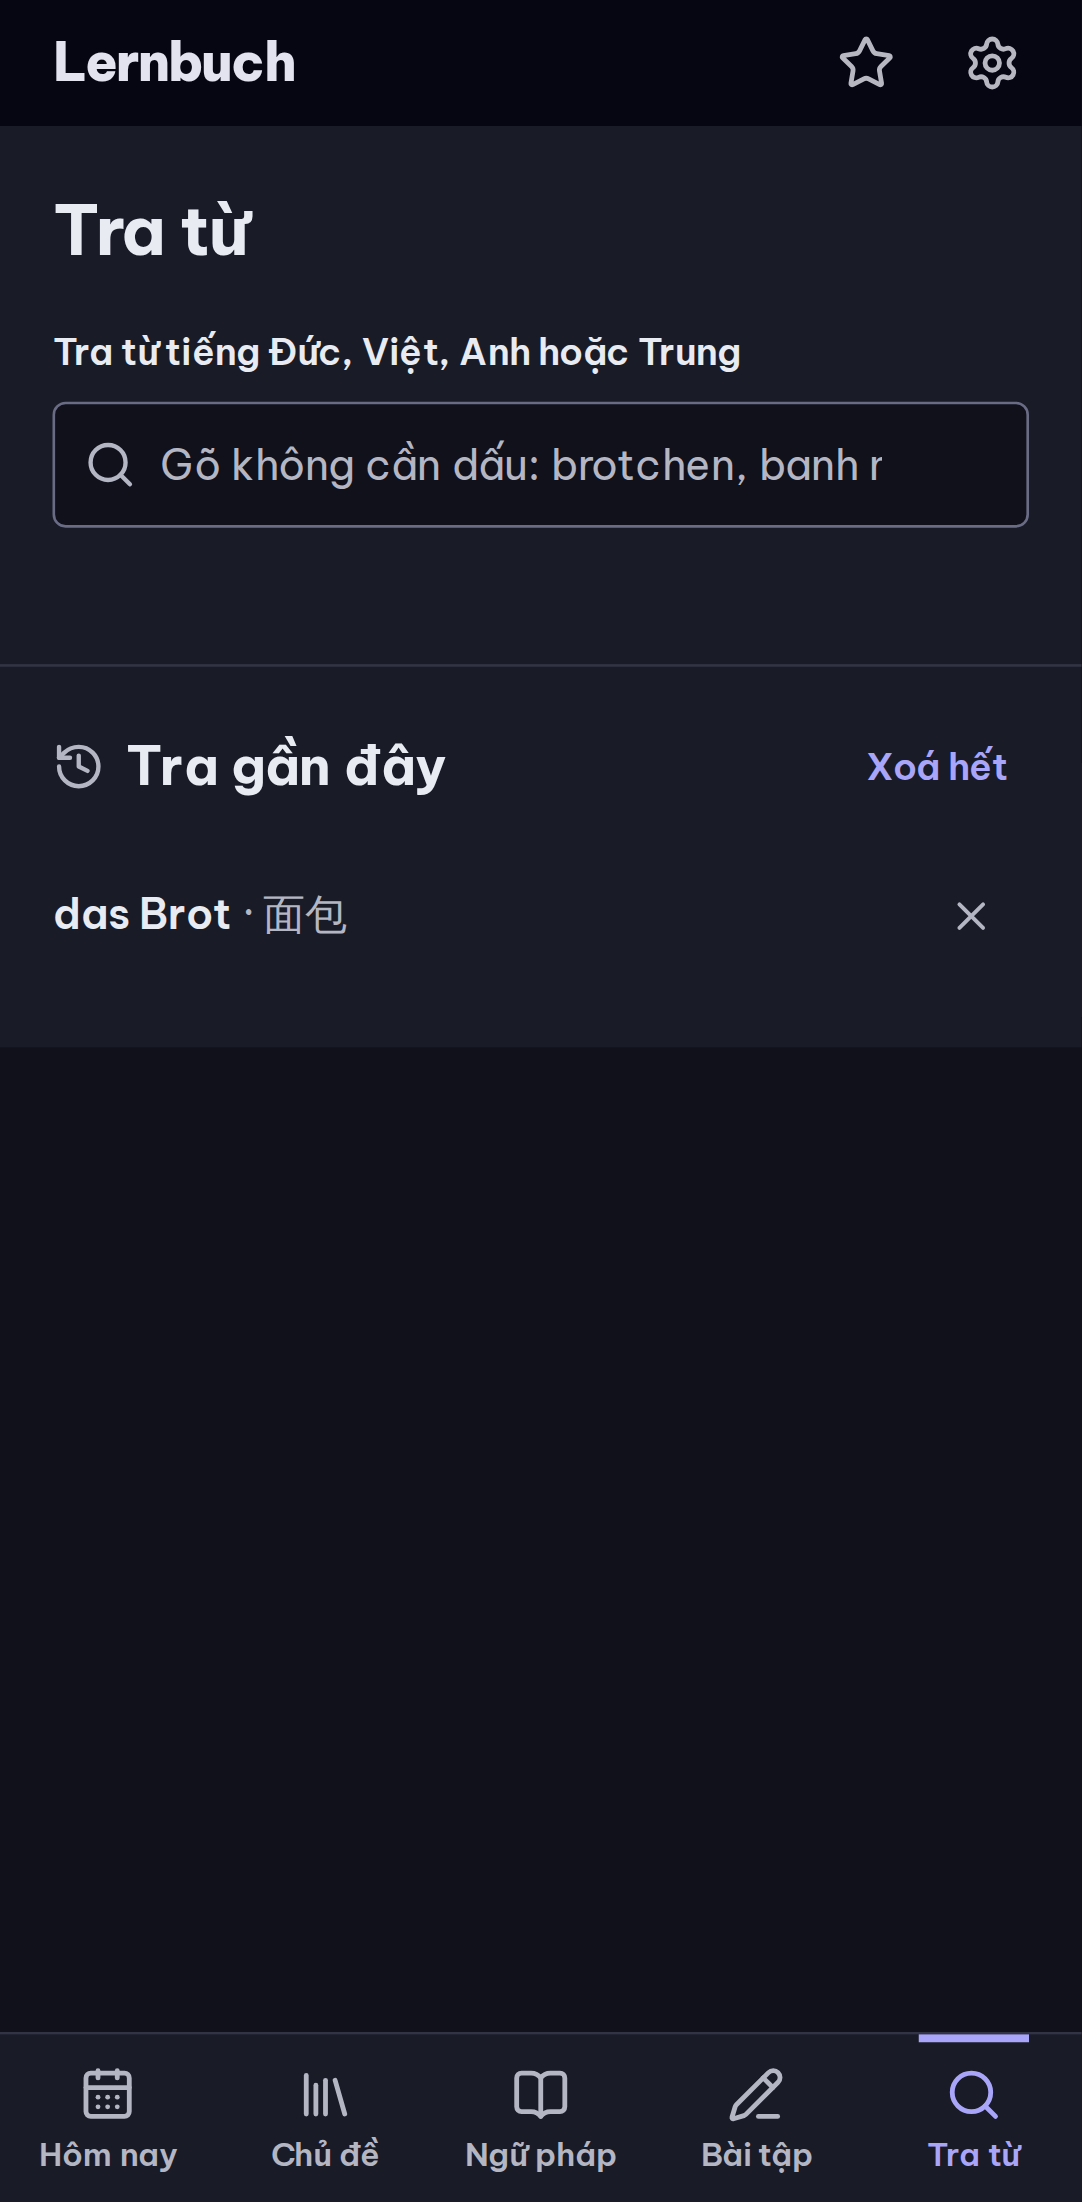 Lernbuch
Tra từ
Tra từ tiếng Đức, Việt, Anh hoặc Trung
Gõ không cần dấu: brotchen, banh
Tra gần đây
Xoá hết
das Brot · 面包
Hôm nay
Chủ đề
Ngữ pháp
Bài tập
Tra từ